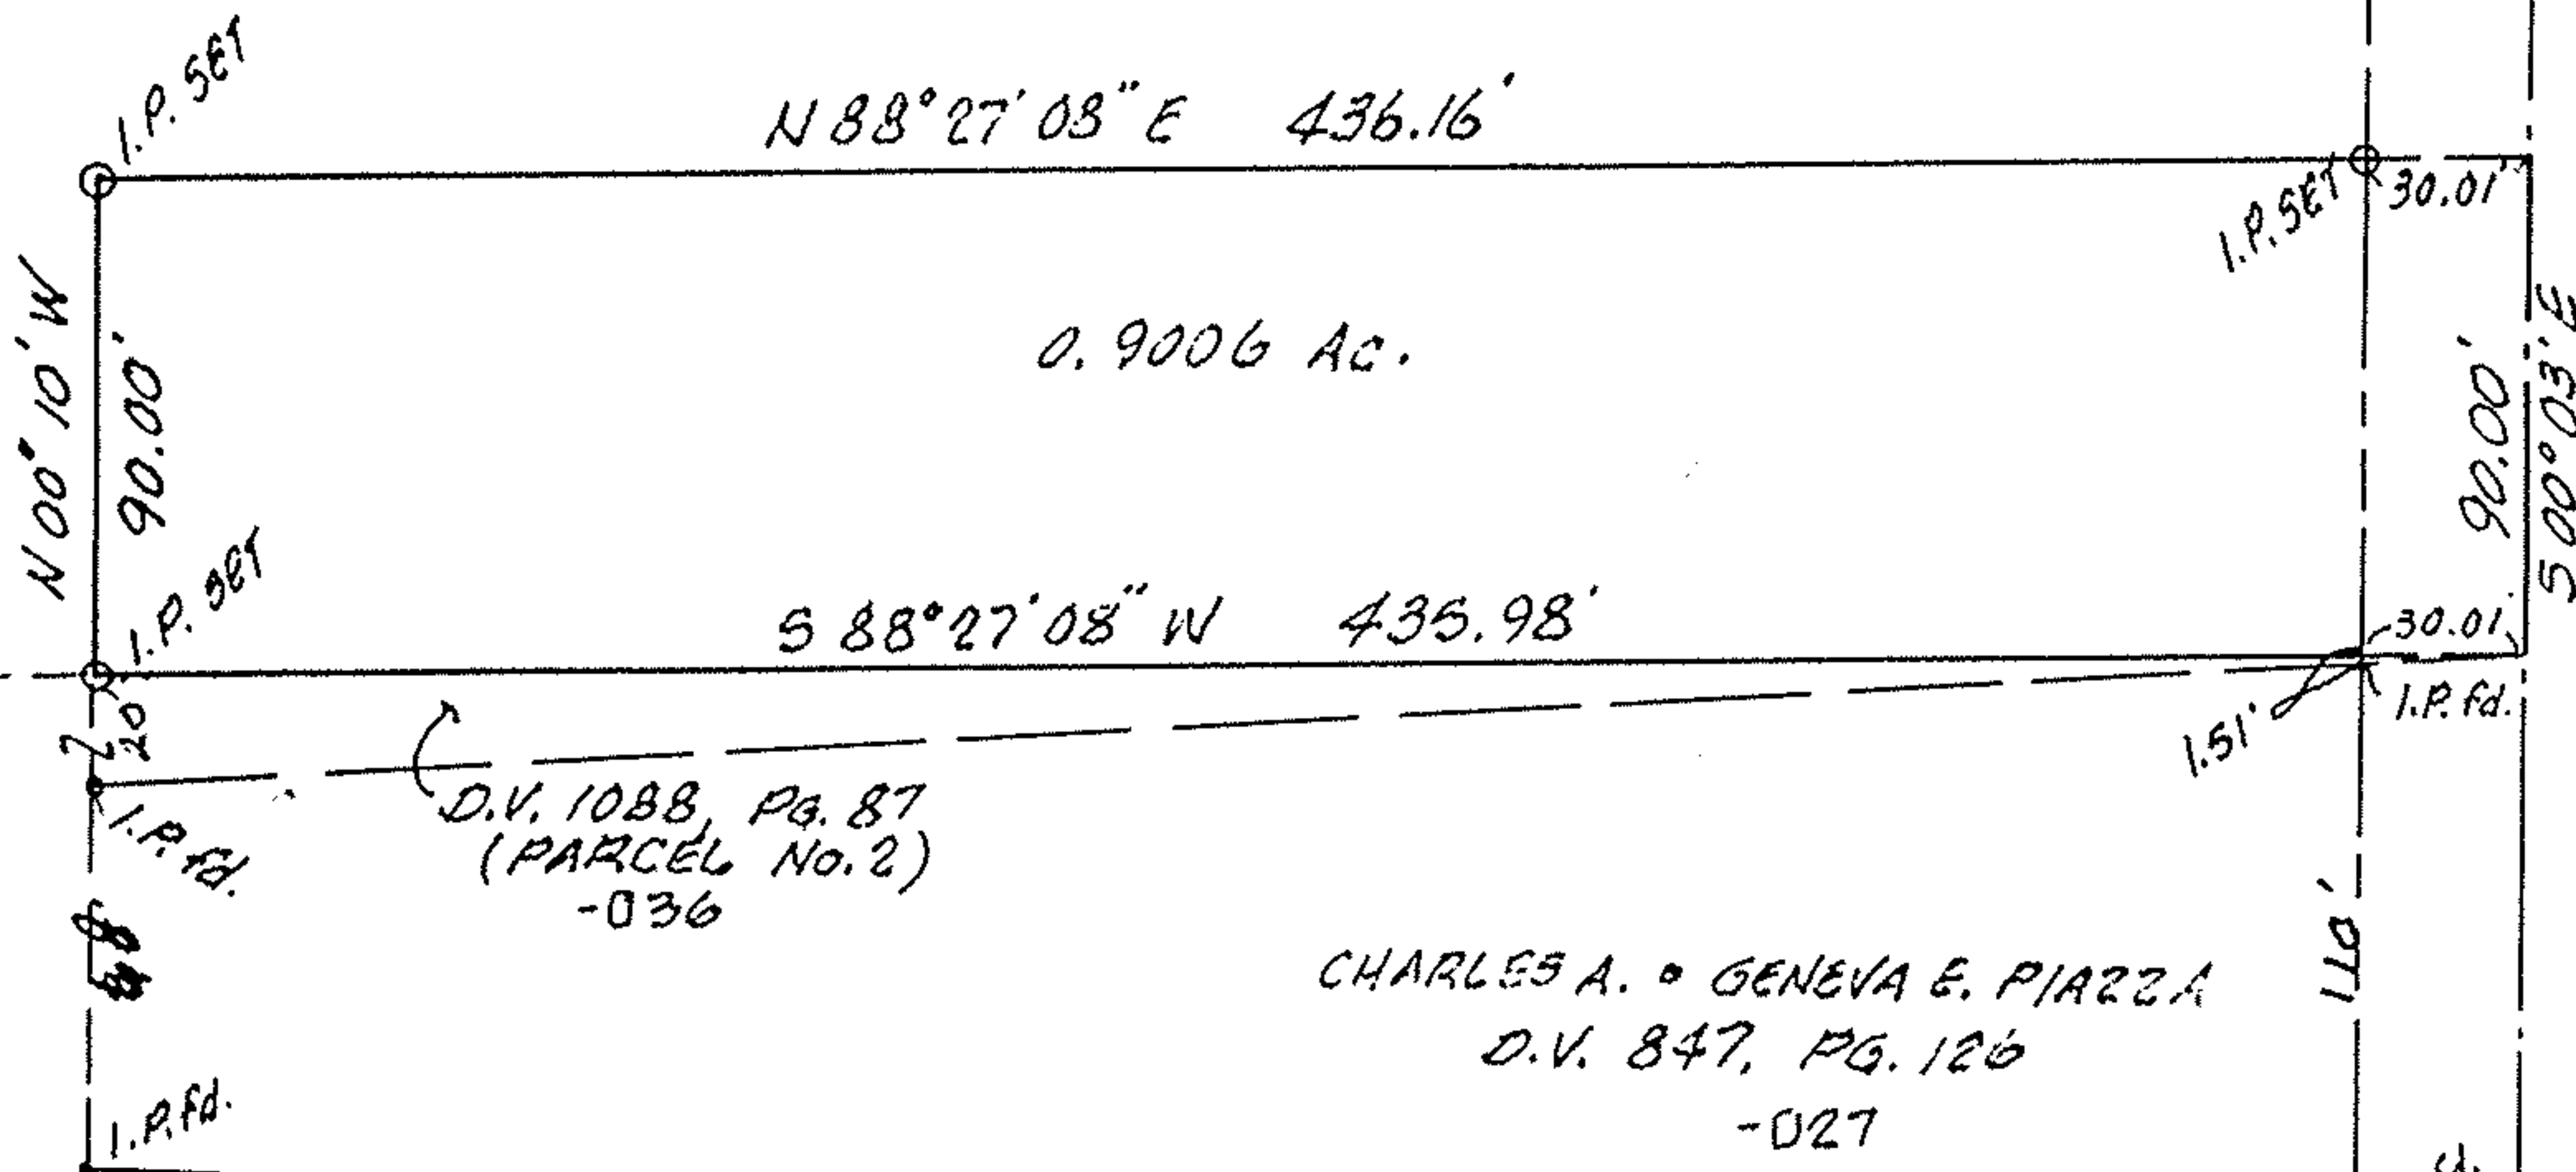 I.P. SET
N 88° 27' 08" E 436.16'
30.01'
I.P. SET
N 00° 10' W
90.00'
0.9006 Ac.
90.00'
S 00° 03' E
I.P. SET
S 88° 27' 08" W 435.98'
30.01
I.P. fd.
20
1.51'
I.P. fd.
D.V. 1088, PG. 87
(PARCEL No. 2)
-036
110'
CHARLES A. • GENEVA E. PIAZZA
D.V. 847, PG. 126
-027
I.P. fd.